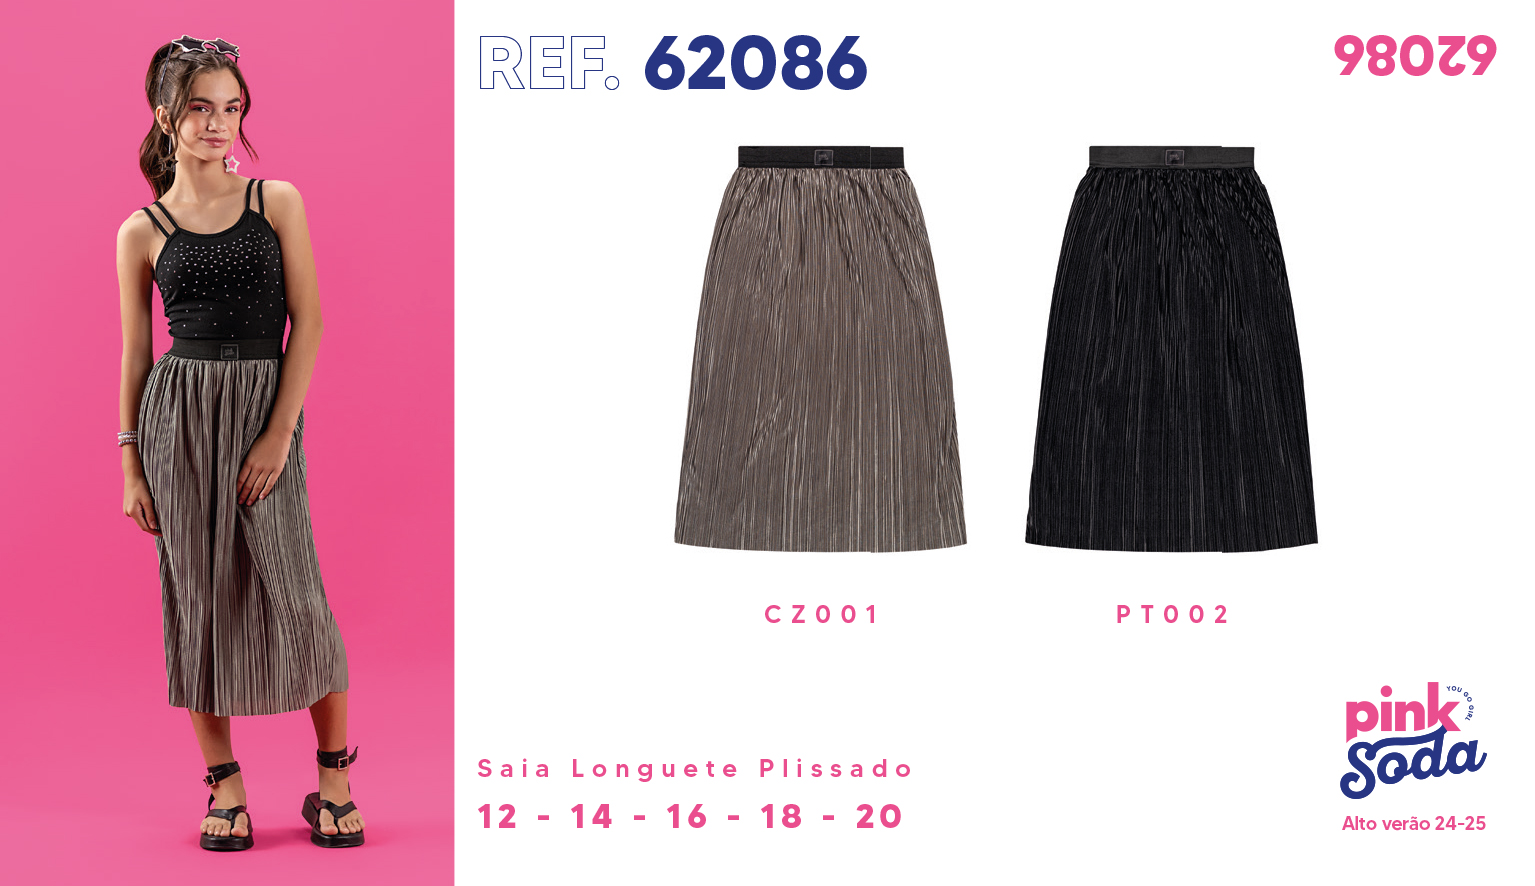 REF. 62086
62086
CZ001
PT002
Saia Longuete Plissado
12 - 14 - 16 - 18 - 20
pink
YOU GO GIRL
Soda
Alto verão 24-25